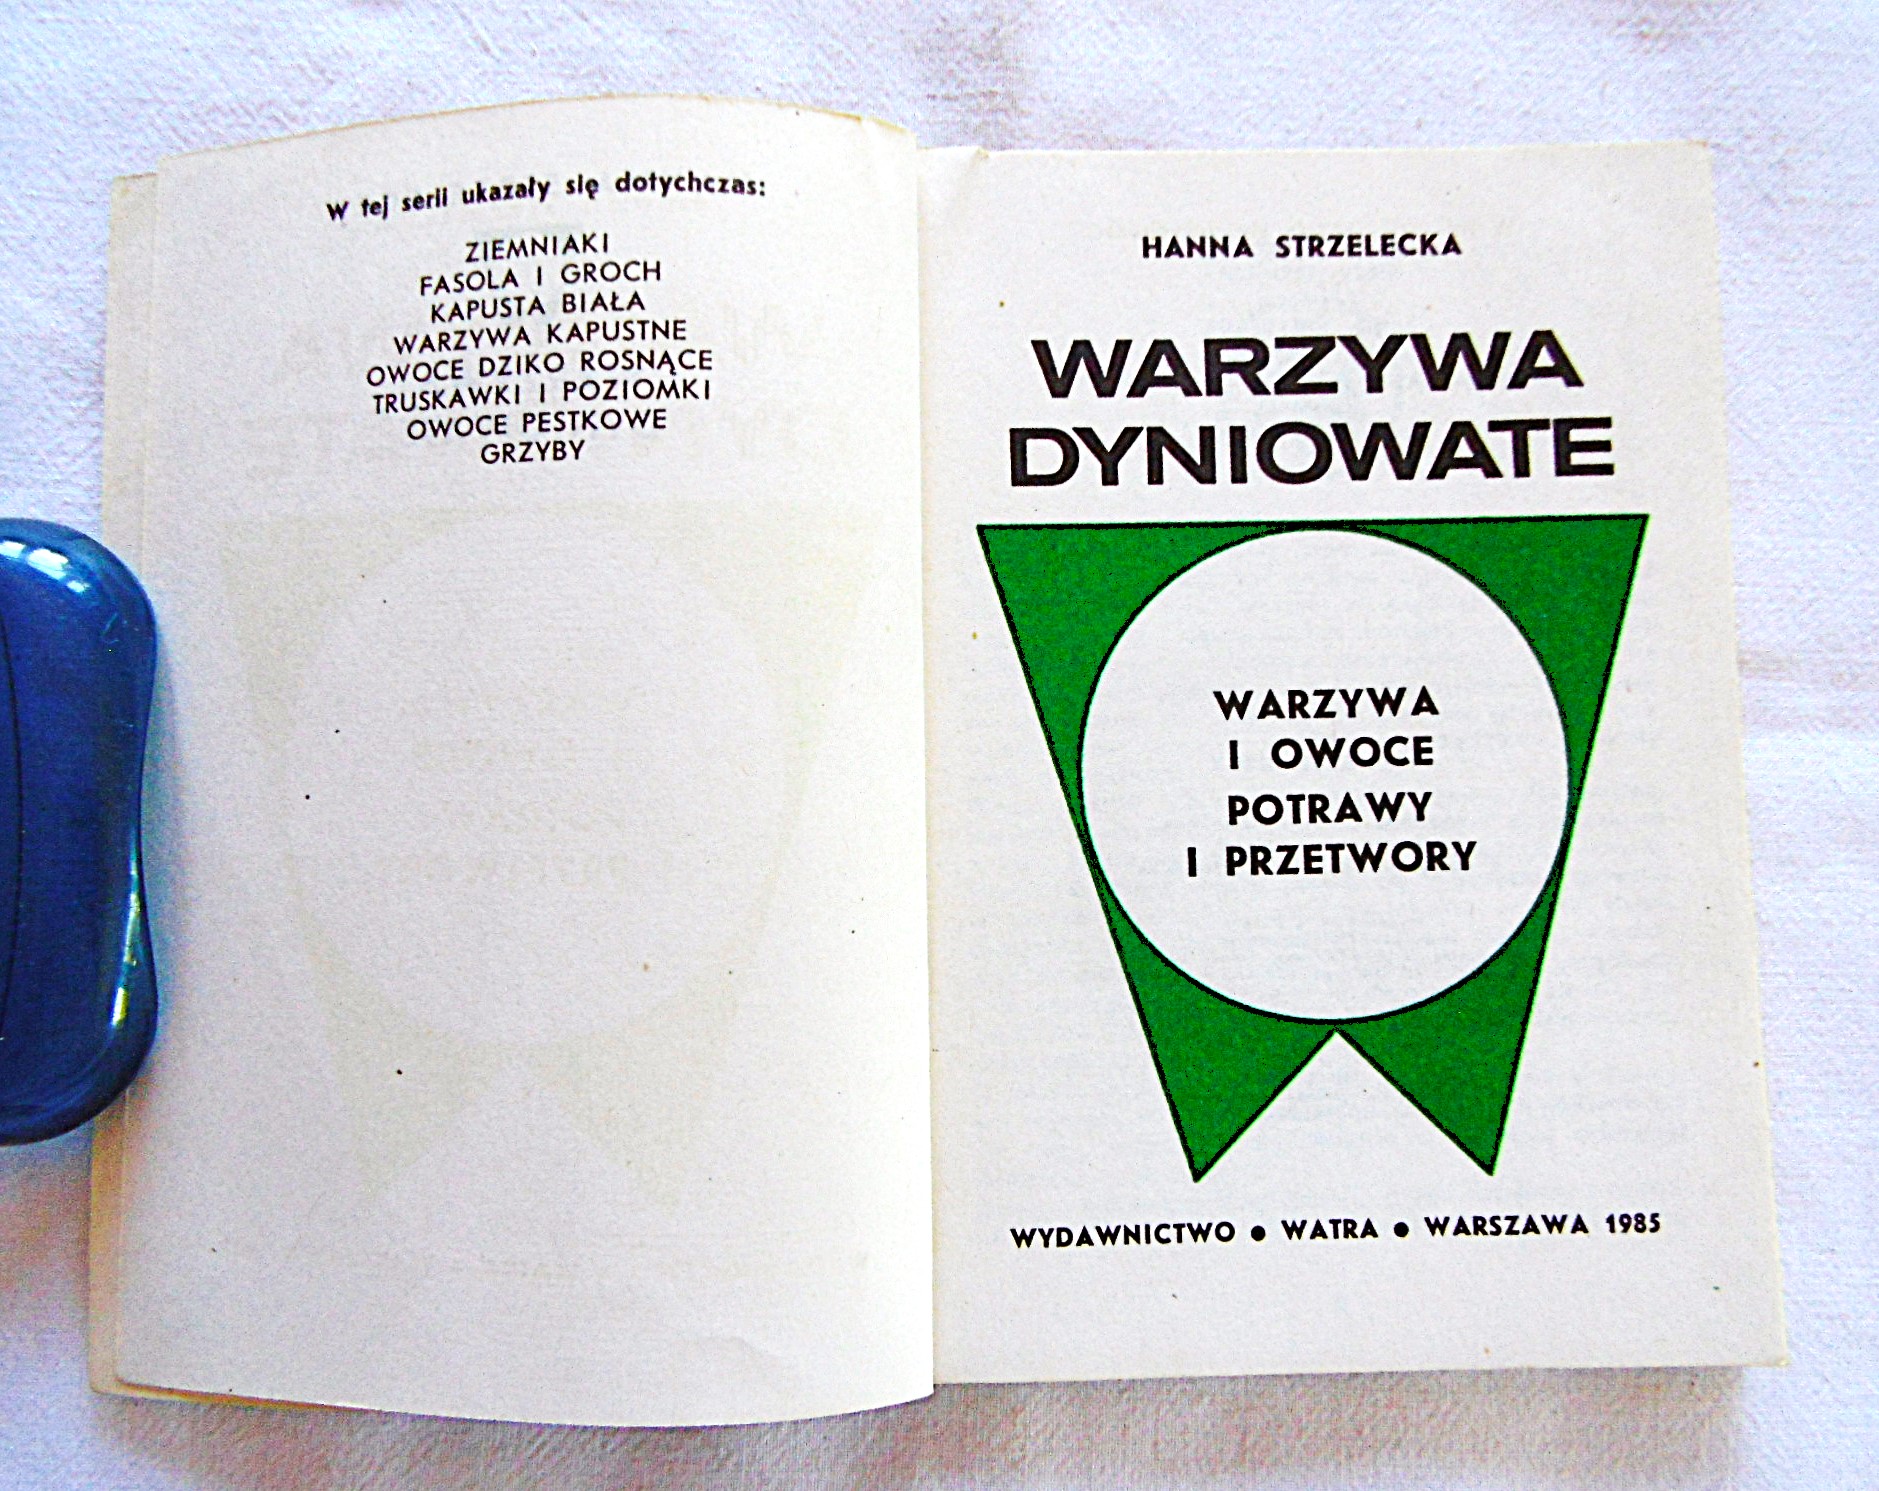 W tej serii ukazały się dotychczas:
ZIEMNIAKI
FASOLA I GROCH
KAPUSTA BIAŁA
WARZYWA KAPUSTNE
OWOCE DZIKO ROSNĄCE
TRUSKAWKI I POZIOMKI
OWOCE PESTKOWE
GRZYBY
HANNA STRZELECKA
WARZYWA
DYNIOWATE
WARZYWA
I OWOCE
POTRAWY
I PRZETWORY
WYDAWNICTWO ● WATRA ● WARSZAWA 1985